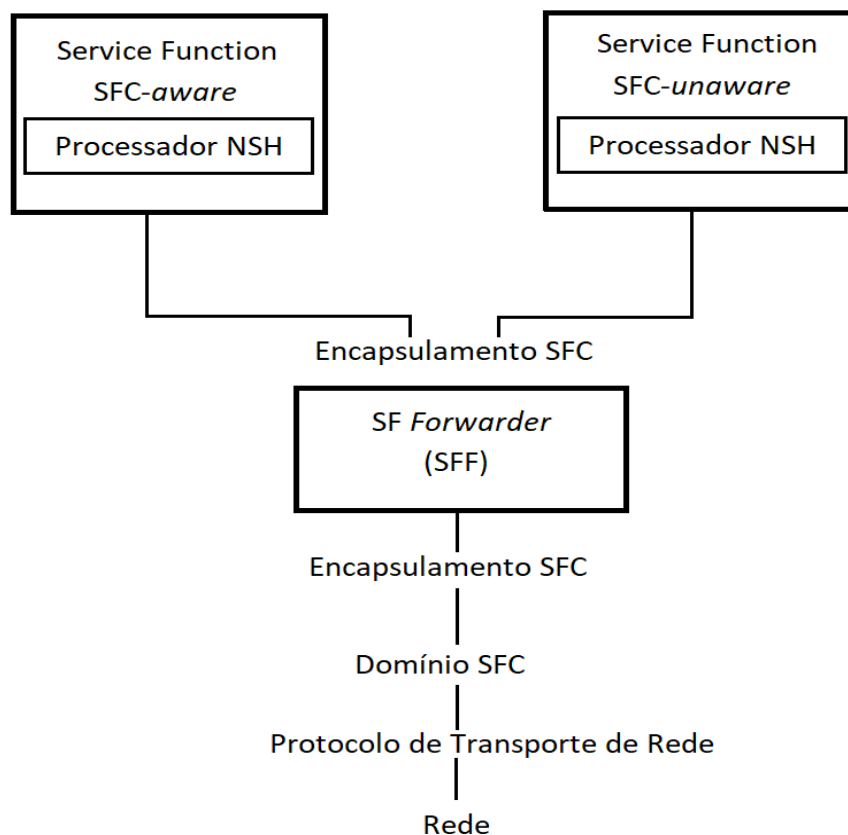 Service Function
SFC-aware
Processador NSH
Service Function
SFC-unaware
Processador NSH
Encapsulamento SFC
SF Forwarder
(SFF)
Encapsulamento SFC
Domínio SFC
Protocolo de Transporte de Rede
Rede